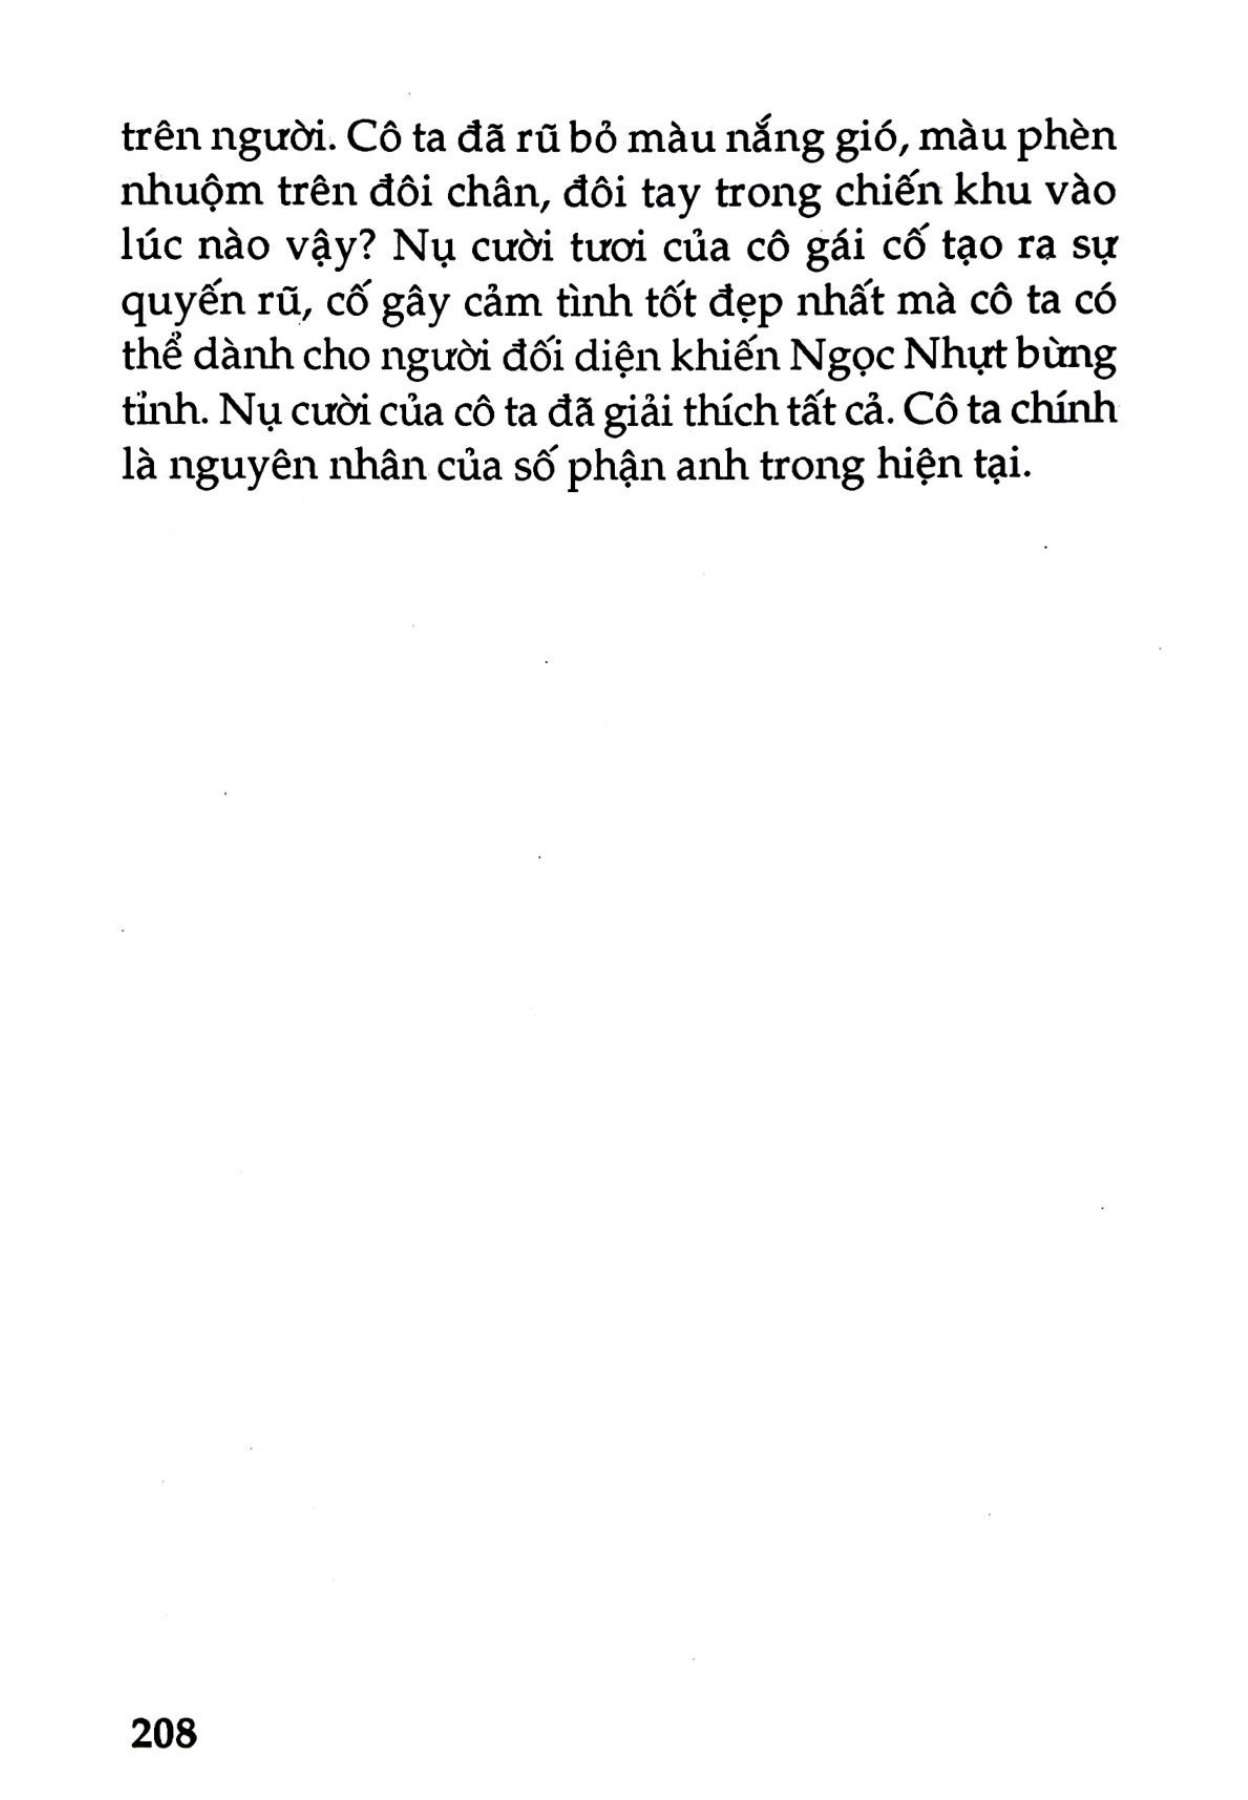 trên người. Cô ta đã rũ bỏ màu nắng gió, màu phèn
nhuộm trên đôi chân, đôi tay trong chiến khu vào
lúc nào vậy? Nụ cười tươi của cô gái cố tạo ra sự
quyến rũ, cố gây cảm tình tốt đẹp nhất mà cô ta có
thể dành cho người đối diện khiến Ngọc Nhựt bừng
tỉnh. Nụ cười của cô ta đã giải thích tất cả. Cô ta chính
là nguyên nhân của số phận anh trong hiện tại.
208